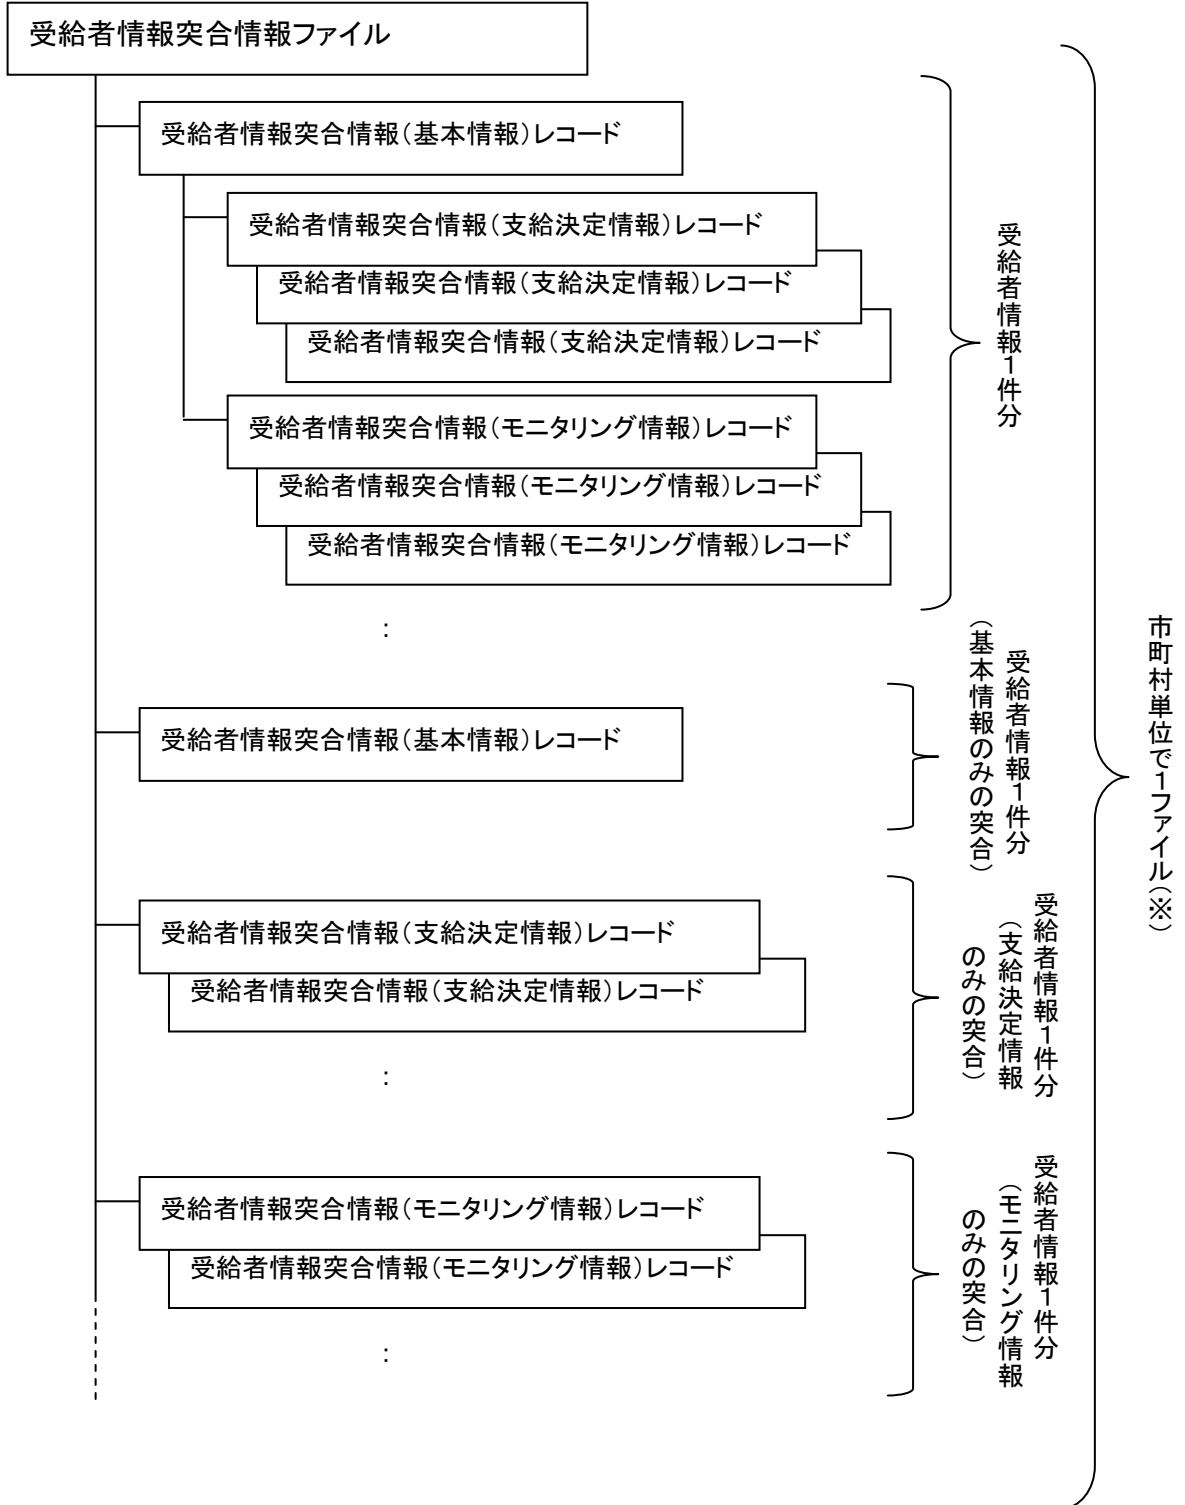 受給者情報突合情報ファイル
受給者情報突合情報(基本情報)レコード
受給者情報突合情報(支給決定情報)レコード
受給者情報突合情報(支給決定情報)レコード
受給者情報突合情報(支給決定情報)レコード
受給者情報突合情報(モニタリング情報)レコード
受給者情報突合情報(モニタリング情報)レコード
受給者情報突合情報(モニタリング情報)レコード
:
受給者情報1件分
受給者情報突合情報(基本情報)レコード
受給者情報1件分
(基本情報のみの突合)
受給者情報突合情報(支給決定情報)レコード
受給者情報突合情報(支給決定情報)レコード
:
受給者情報1件分
(支給決定情報
のみの突合)
受給者情報突合情報(モニタリング情報)レコード
受給者情報突合情報(モニタリング情報)レコード
:
受給者情報1件分
(モニタリング情報
のみの突合)
市町村単位で1ファイル(※)